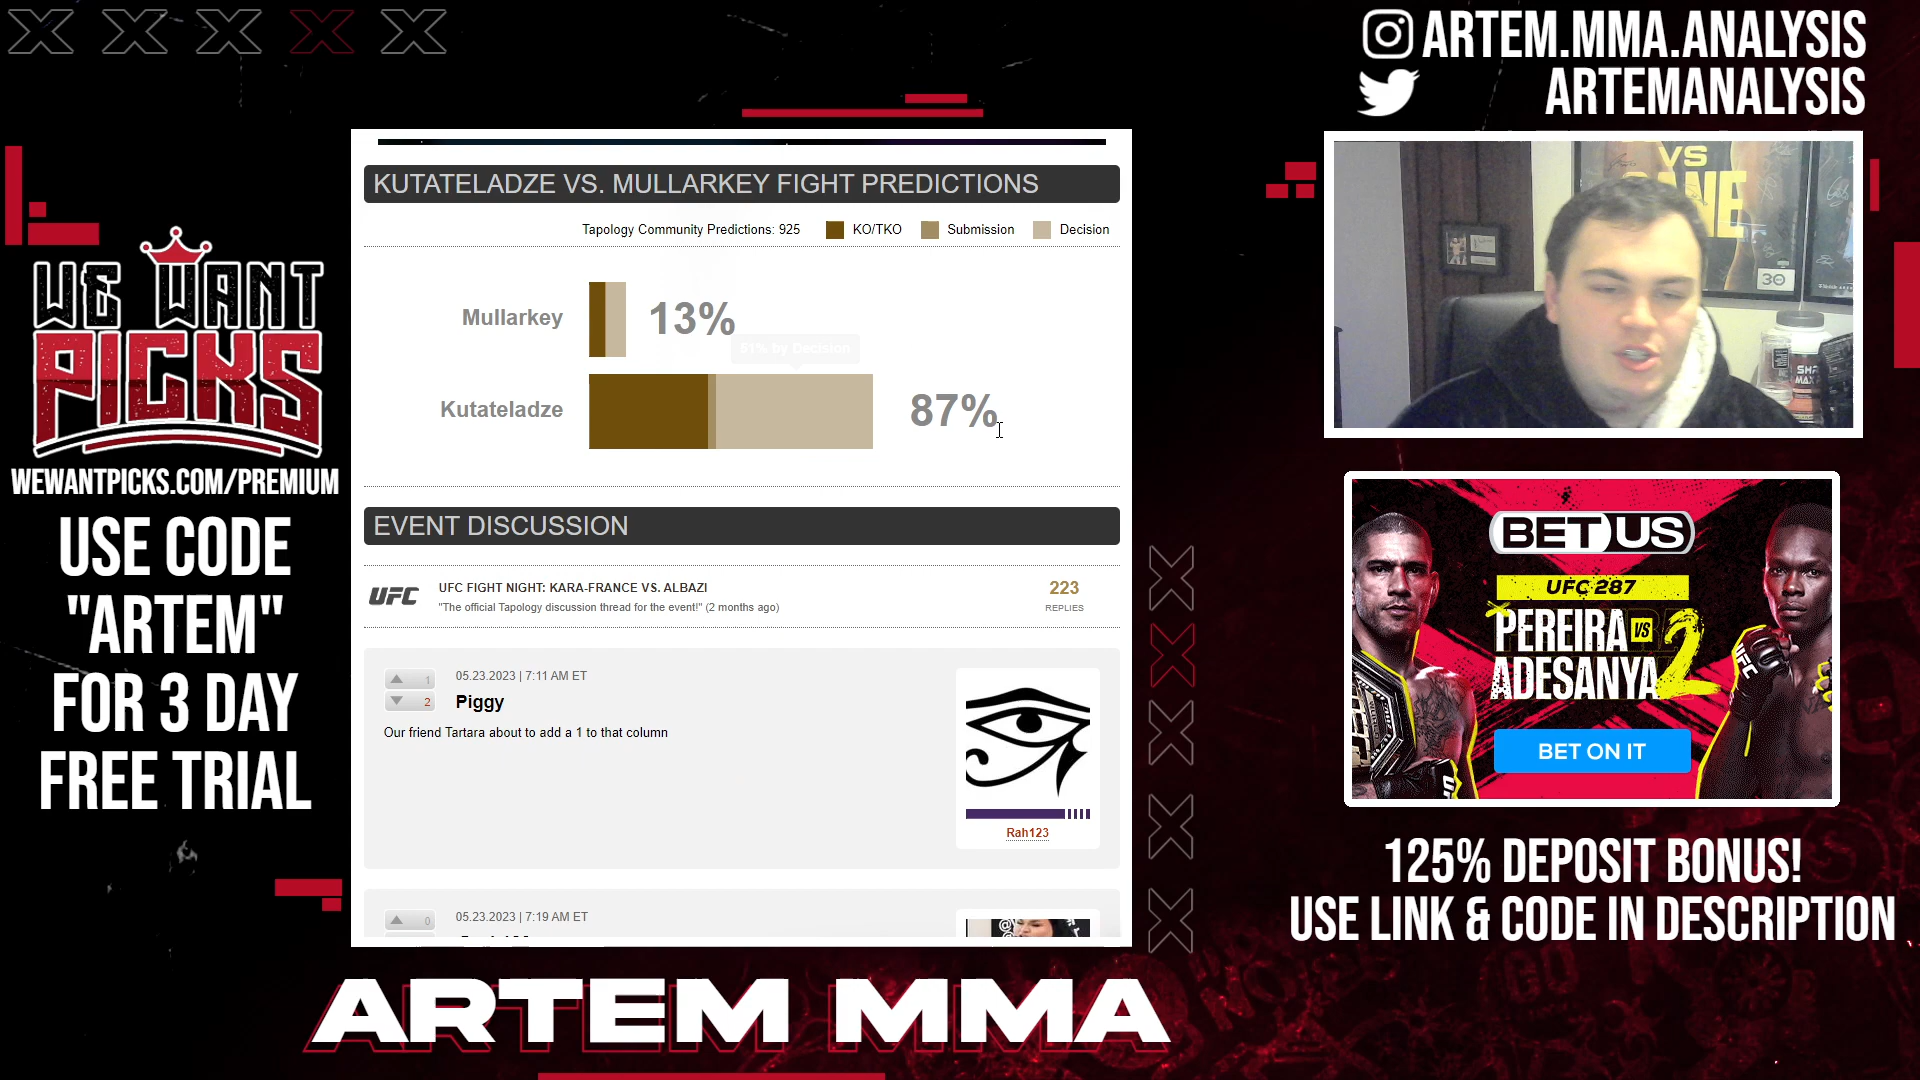 ARTEM.MMA.ANALYSIS
ARTEMANALYSIS
WE WANT
PICKS
WEWANTPICKS.COM/PREMIUM
USE CODE
"ARTEM"
FOR 3 DAY
FREE TRIAL
KUTATELADZE VS. MULLARKEY FIGHT PREDICTIONS
Tapology Community Predictions: 925 KO/TKO Submission Decision
Mullarkey 13%
Kutateladze 87%
EVENT DISCUSSION
UFC
UFC FIGHT NIGHT: KARA-FRANCE VS. ALBAZI
"The official Tapology discussion thread for the event!" (2 months ago)
223
REPLIES
1
2
05.23.2023 | 7:11 AM ET
Piggy
Our friend Tartara about to add a 1 to that column
Rah123
0
05.23.2023 | 7:19 AM ET
VS
30
BETUS
UFC 287
PEREIRA VS
ADESANYA 2
BET ON IT
125% DEPOSIT BONUS!
USE LINK & CODE IN DESCRIPTION
ARTEM MMA